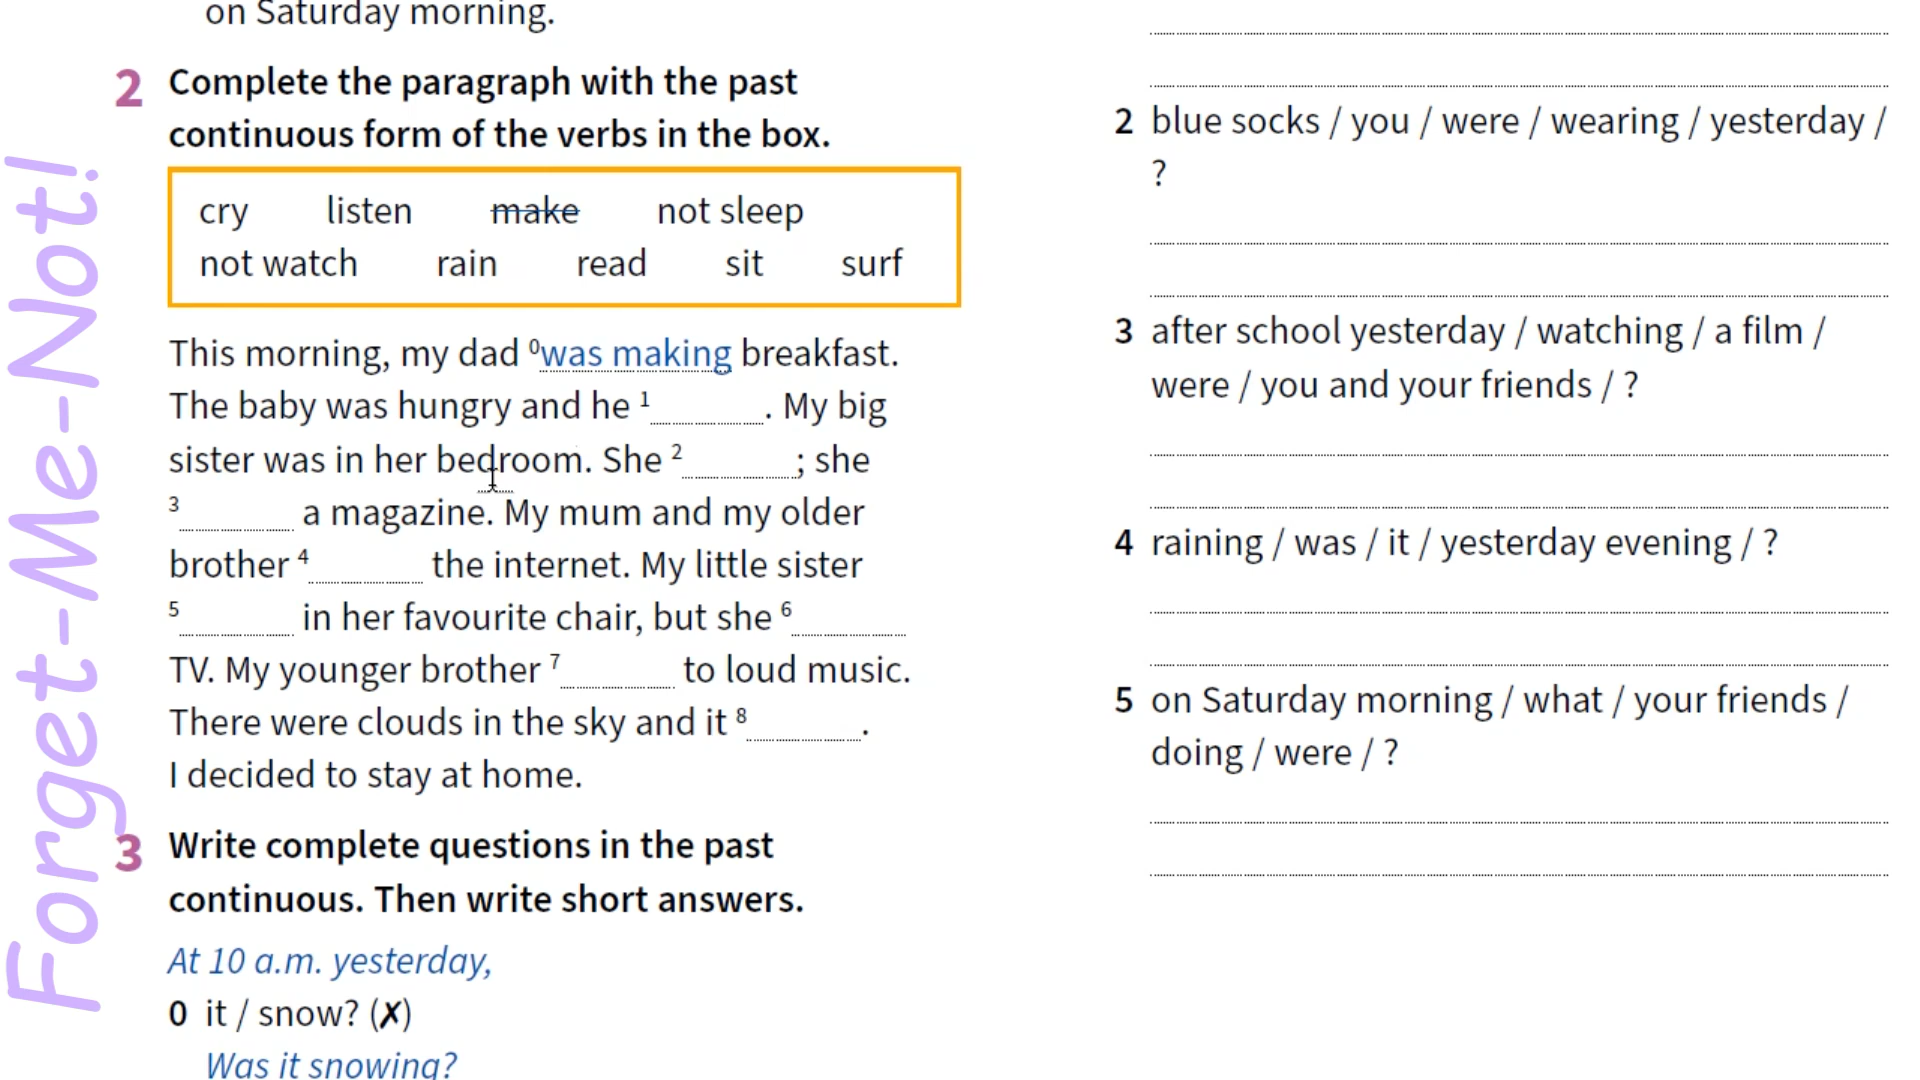 on Saturday morning.
2 Complete the paragraph with the past
continuous form of the verbs in the box.
cry listen make not sleep
not watch rain read sit surf
This morning, my dad ⁰was making breakfast.
The baby was hungry and he ¹ . My big
sister was in her bedroom. She ² ; she
³ a magazine. My mum and my older
brother ⁴ the internet. My little sister
⁵ in her favourite chair, but she ⁶
TV. My younger brother ⁷ to loud music.
There were clouds in the sky and it ⁸ .
I decided to stay at home.
3 Write complete questions in the past
continuous. Then write short answers.
At 10 a.m. yesterday,
0 it / snow? (✗)
Was it snowing?
2 blue socks / you / were / wearing / yesterday /
?
3 after school yesterday / watching / a film /
were / you and your friends / ?
4 raining / was / it / yesterday evening / ?
5 on Saturday morning / what / your friends /
doing / were / ?
Forget-Me-Not!